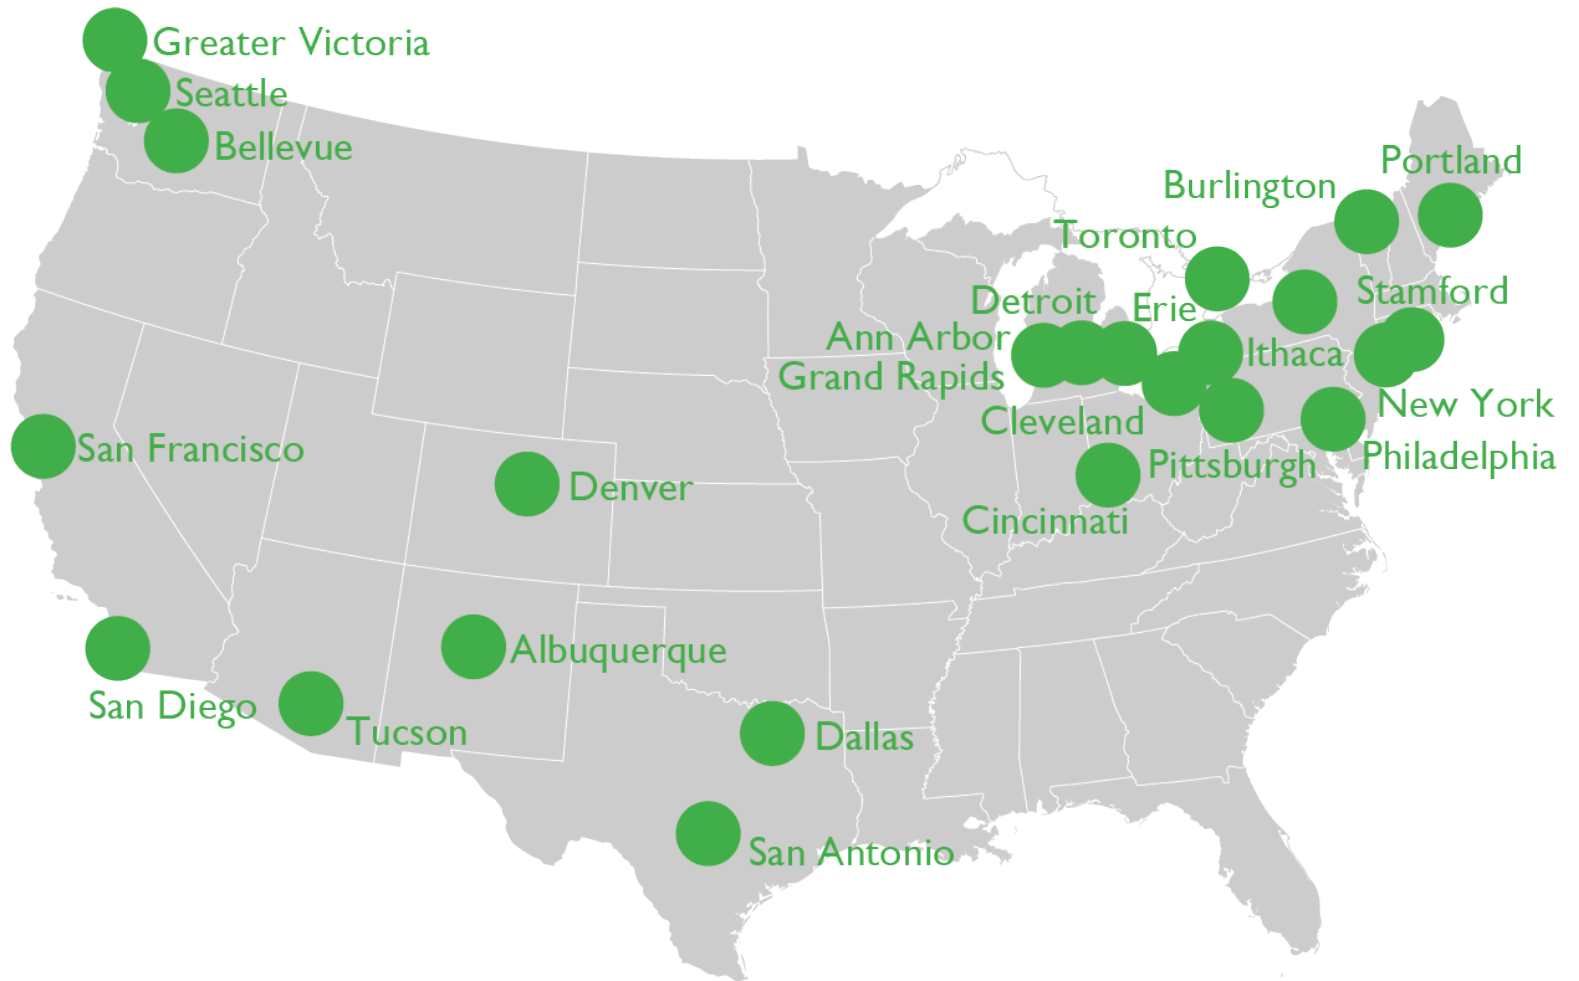 Greater Victoria
Seattle
Bellevue
Portland
Burlington
Toronto
Stamford
Detroit
Erie
Ann Arbor
Ithaca
Grand Rapids
New York
Cleveland
San Francisco
Philadelphia
Pittsburgh
Denver
Cincinnati
Albuquerque
San Diego
Tucson
Dallas
San Antonio